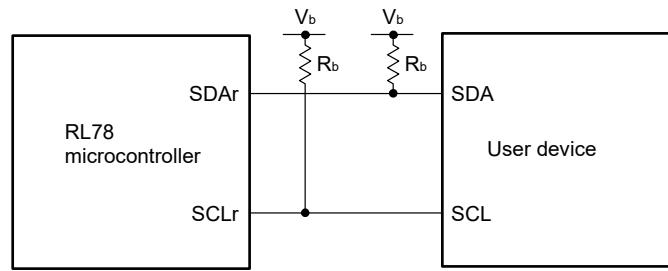 Vb Vb
Rb Rb
SDAr SDA
RL78
microcontroller
User device
SCLr SCL